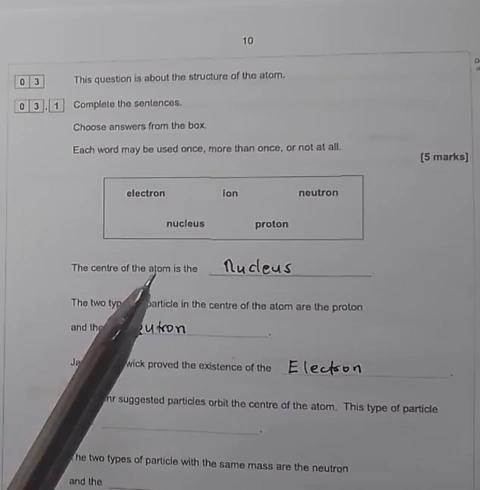 10
0 3 This question is about the structure of the atom.
0 3 . 1 Complete the sentences.
Choose answers from the box.
Each word may be used once, more than once, or not at all.
[5 marks]
electron ion neutron
nucleus proton
The centre of the atom is the Nucleus
The two particle in the centre of the atom are the proton
and the
proved the existence of the Electron.
suggested particles orbit the centre of the atom. This type of particle
.
The two types of particle with the same mass are the neutron
and the